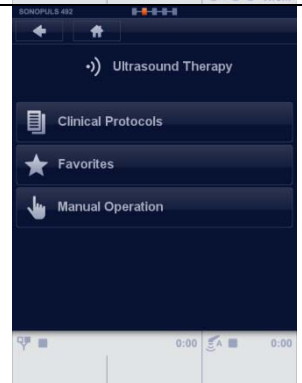 SONOPULS 492
Ultrasound Therapy
Clinical Protocols
Favorites
Manual Operation
0:00 A 0:00